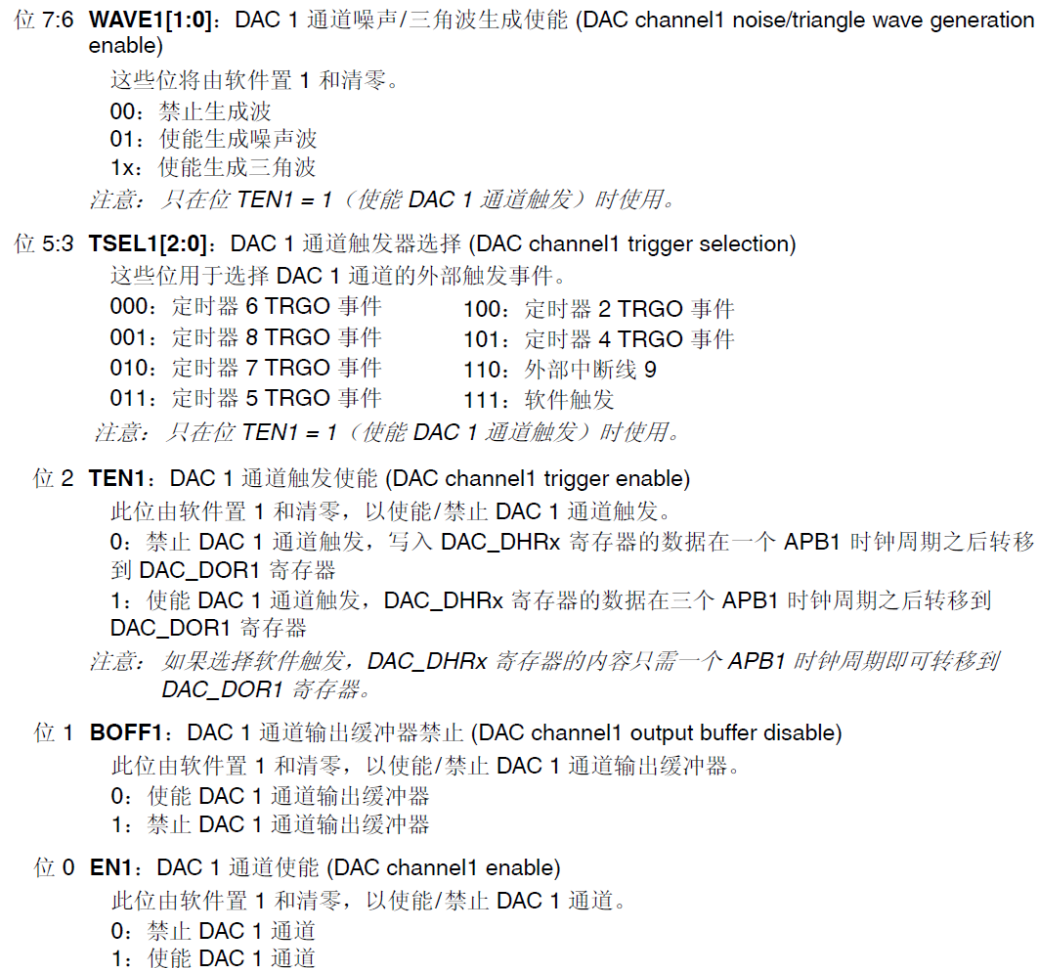 位 7:6 WAVE1[1:0]：DAC 1 通道噪声/三角波生成使能 (DAC channel1 noise/triangle wave generation
enable)
这些位将由软件置 1 和清零。
00：禁止生成波
01：使能生成噪声波
1x：使能生成三角波
注意：只在位 TEN1 = 1（使能 DAC 1 通道触发）时使用。
位 5:3 TSEL1[2:0]：DAC 1 通道触发器选择 (DAC channel1 trigger selection)
这些位用于选择 DAC 1 通道的外部触发事件。
000：定时器 6 TRGO 事件 100：定时器 2 TRGO 事件
001：定时器 8 TRGO 事件 101：定时器 4 TRGO 事件
010：定时器 7 TRGO 事件 110：外部中断线 9
011：定时器 5 TRGO 事件 111：软件触发
注意：只在位 TEN1 = 1（使能 DAC 1 通道触发）时使用。
位 2 TEN1：DAC 1 通道触发使能 (DAC channel1 trigger enable)
此位由软件置 1 和清零，以使能/禁止 DAC 1 通道触发。
0：禁止 DAC 1 通道触发，写入 DAC_DHRx 寄存器的数据在一个 APB1 时钟周期之后转移
到 DAC_DOR1 寄存器
1：使能 DAC 1 通道触发，DAC_DHRx 寄存器的数据在三个 APB1 时钟周期之后转移到
DAC_DOR1 寄存器
注意：如果选择软件触发，DAC_DHRx 寄存器的内容只需一个 APB1 时钟周期即可转移到
DAC_DOR1 寄存器。
位 1 BOFF1：DAC 1 通道输出缓冲器禁止 (DAC channel1 output buffer disable)
此位由软件置 1 和清零，以使能/禁止 DAC 1 通道输出缓冲器。
0：使能 DAC 1 通道输出缓冲器
1：禁止 DAC 1 通道输出缓冲器
位 0 EN1：DAC 1 通道使能 (DAC channel1 enable)
此位由软件置 1 和清零，以使能/禁止 DAC 1 通道。
0：禁止 DAC 1 通道
1：使能 DAC 1 通道